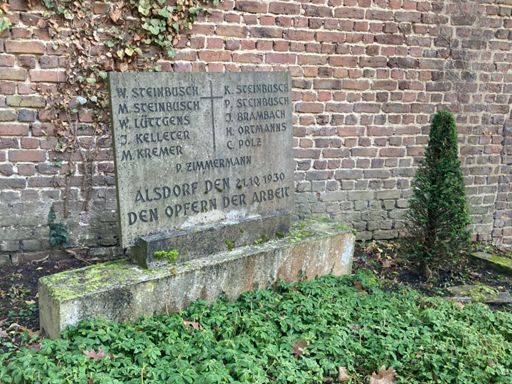 W. STEINBUSCH K. STEINBUSCH
M. STEINBUSCH P. STEINBUSCH
W. LÜTTGENS J. BRAMBACH
J. KELLETER H. ORTMANNS
M. KREMER C. POLZ
P. ZIMMERMANN
ALSDORF DEN 21.10.1930
DEN OPFERN DER ARBEIT